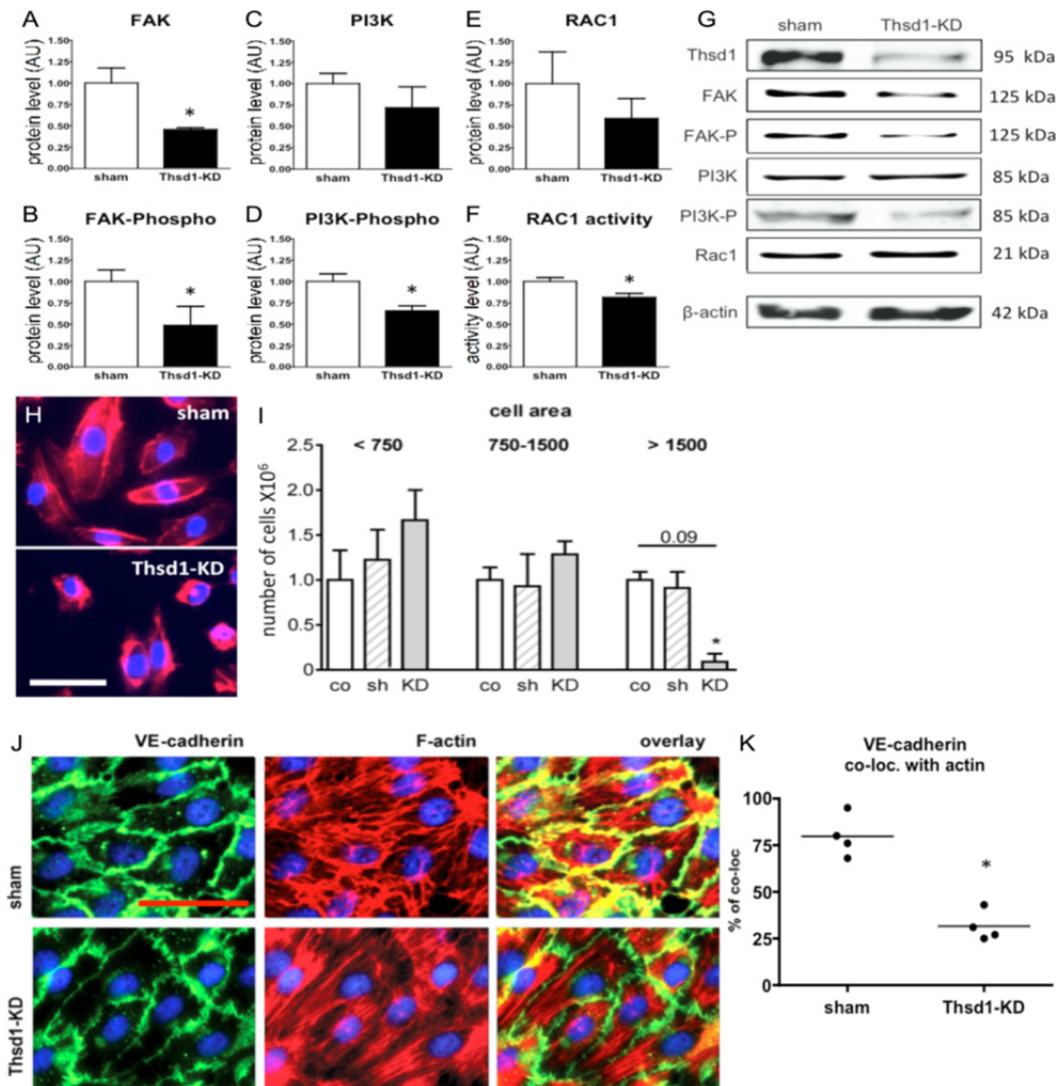 A FAK
protein level (AU)
1.50
1.25
1.00
0.75
0.50
0.25
0.00
*
sham Thsd1-KD
C PI3K
protein level (AU)
1.50
1.25
1.00
0.75
0.50
0.25
0.00
sham Thsd1-KD
E RAC1
protein level (AU)
1.50
1.25
1.00
0.75
0.50
0.25
0.00
sham Thsd1-KD
B FAK-Phospho
protein level (AU)
1.50
1.25
1.00
0.75
0.50
0.25
0.00
*
sham Thsd1-KD
D PI3K-Phospho
protein level (AU)
1.50
1.25
1.00
0.75
0.50
0.25
0.00
*
sham Thsd1-KD
F RAC1 activity
activity level (AU)
1.50
1.25
1.00
0.75
0.50
0.25
0.00
*
sham Thsd1-KD
G sham Thsd1-KD
Thsd1 95 kDa
FAK 125 kDa
FAK-P 125 kDa
PI3K 85 kDa
PI3K-P 85 kDa
Rac1 21 kDa
β-actin 42 kDa
H sham
Thsd1-KD
I cell area
< 750 750-1500 > 1500
number of cells X10⁶
2.5
2.0
1.5
1.0
0.5
0
0.09
*
co sh KD co sh KD co sh KD
J VE-cadherin F-actin overlay
sham
Thsd1-KD
K VE-cadherin
co-loc. with actin
% of co-loc
100
75
50
25
0
*
sham Thsd1-KD